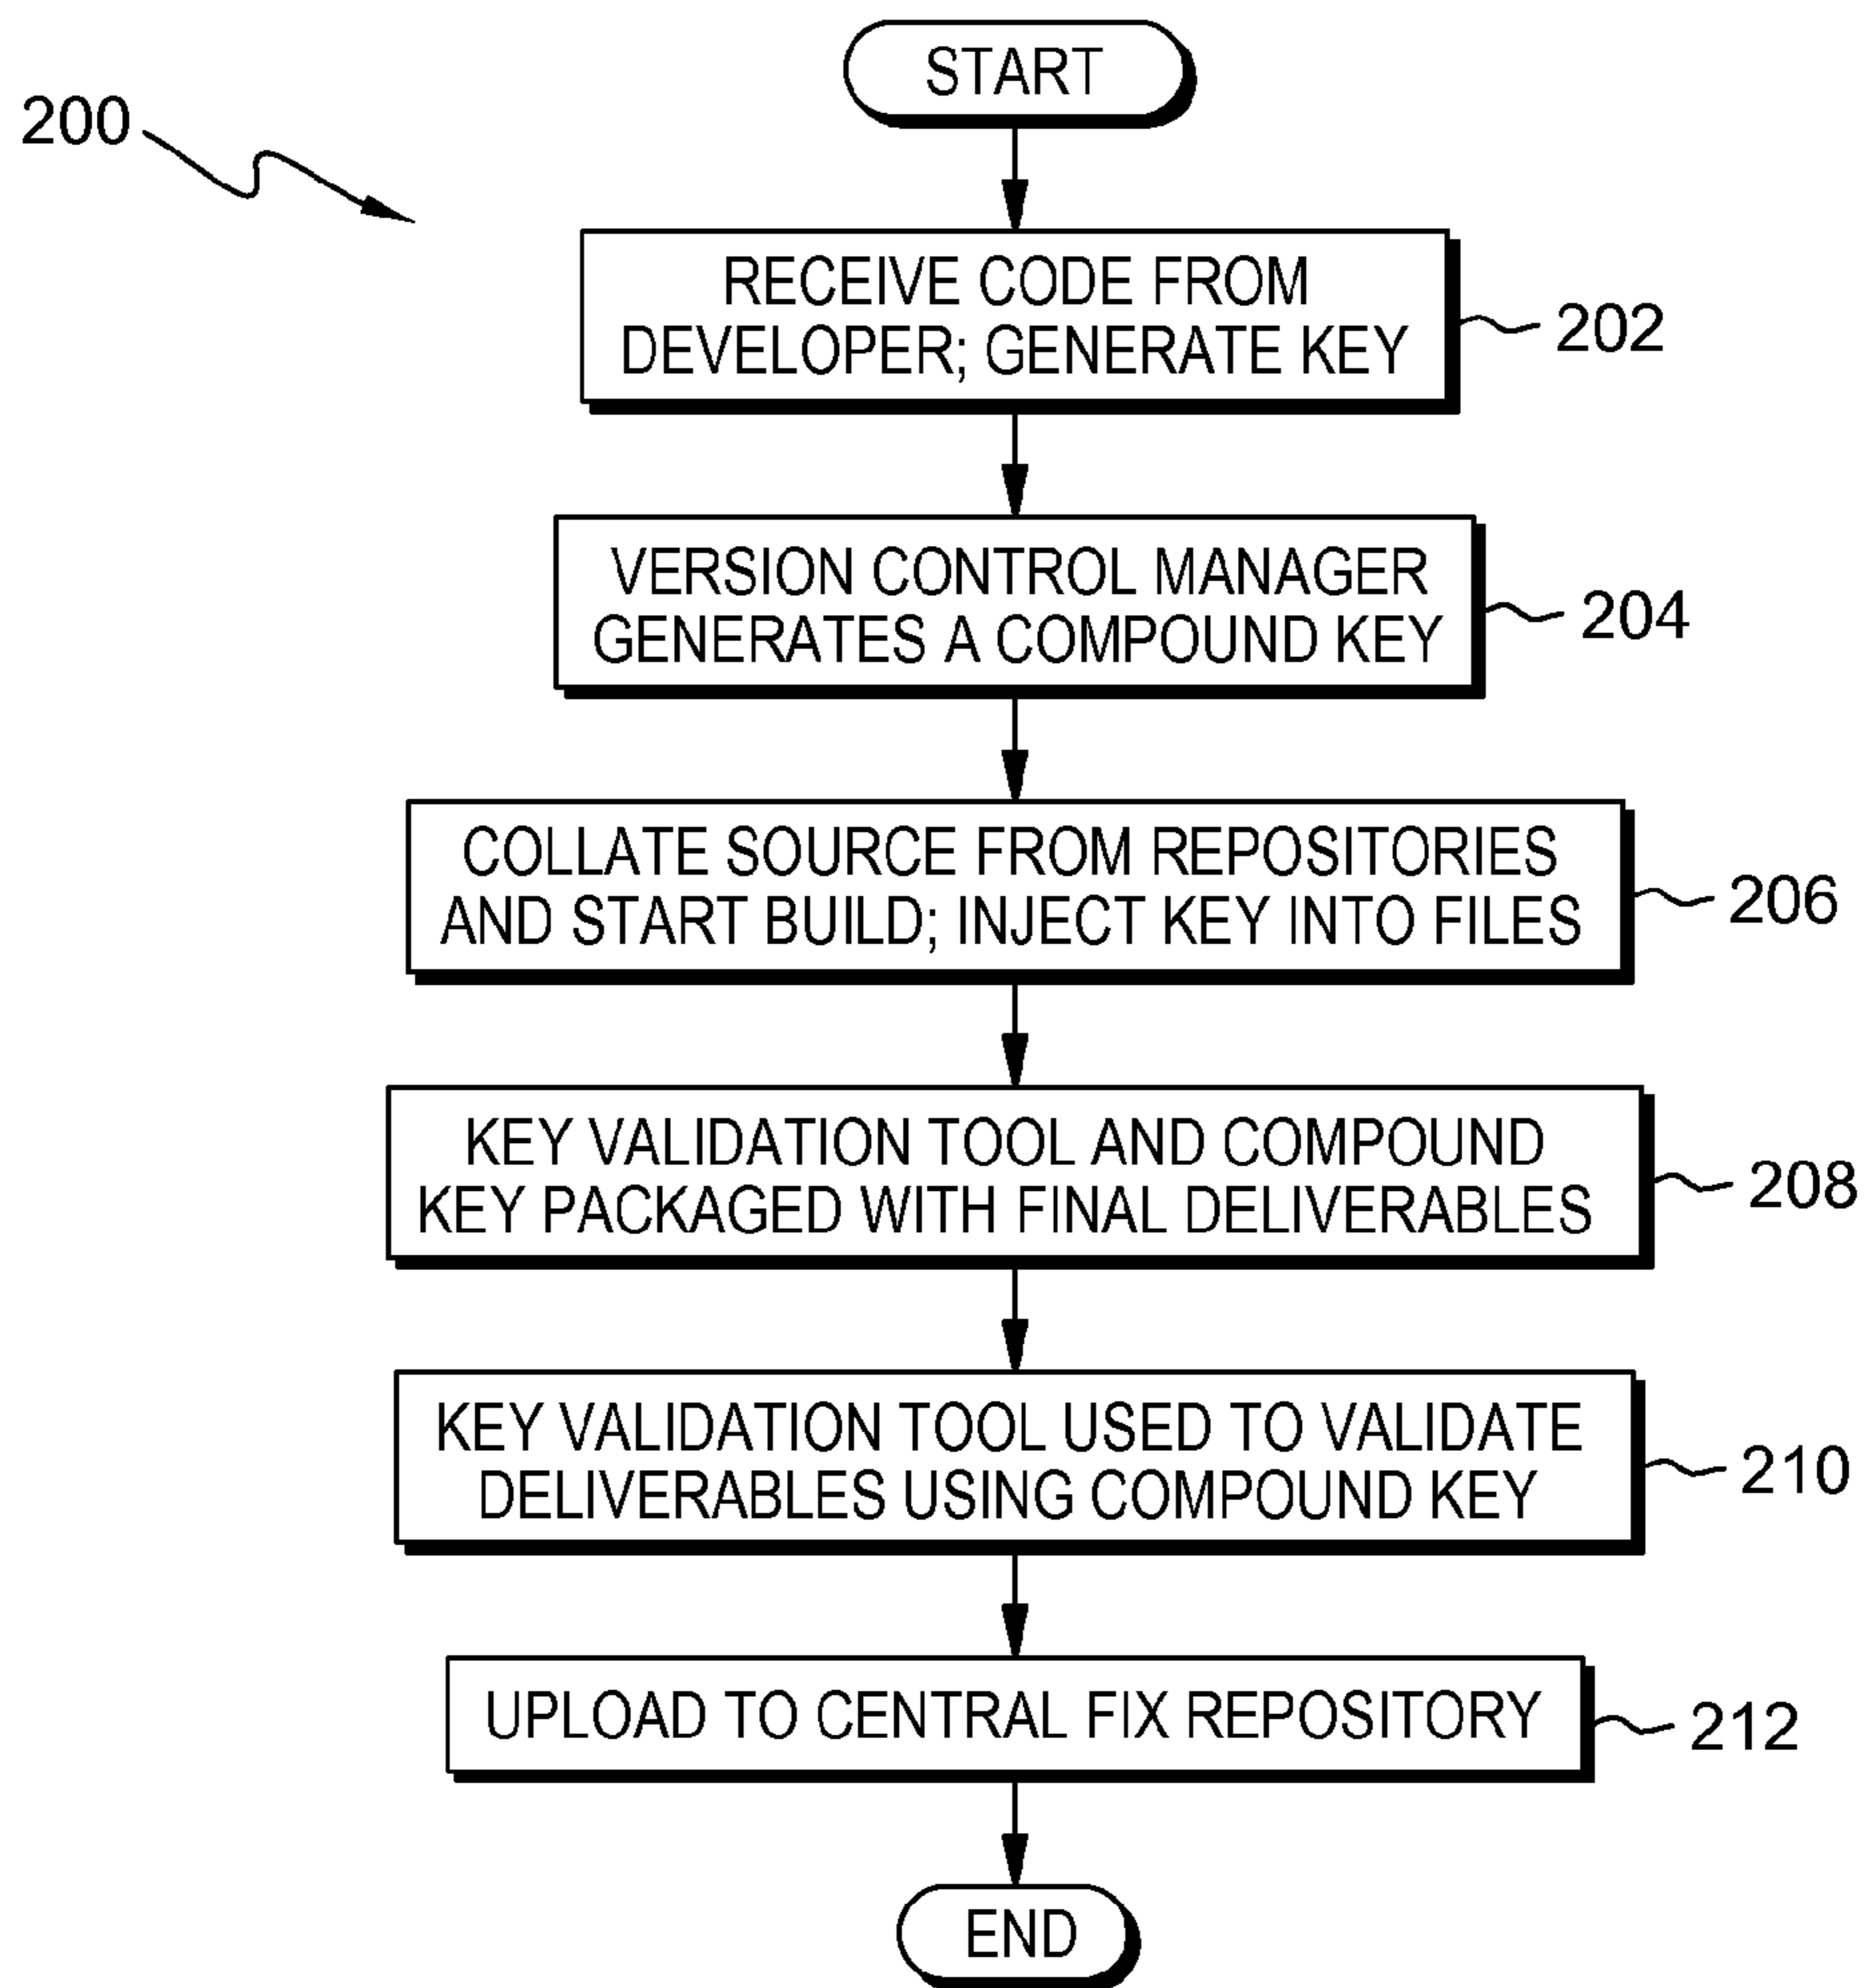 START
200
RECEIVE CODE FROM
DEVELOPER; GENERATE KEY
202
VERSION CONTROL MANAGER
GENERATES A COMPOUND KEY
204
COLLATE SOURCE FROM REPOSITORIES
AND START BUILD; INJECT KEY INTO FILES
206
KEY VALIDATION TOOL AND COMPOUND
KEY PACKAGED WITH FINAL DELIVERABLES
208
KEY VALIDATION TOOL USED TO VALIDATE
DELIVERABLES USING COMPOUND KEY
210
UPLOAD TO CENTRAL FIX REPOSITORY
212
END